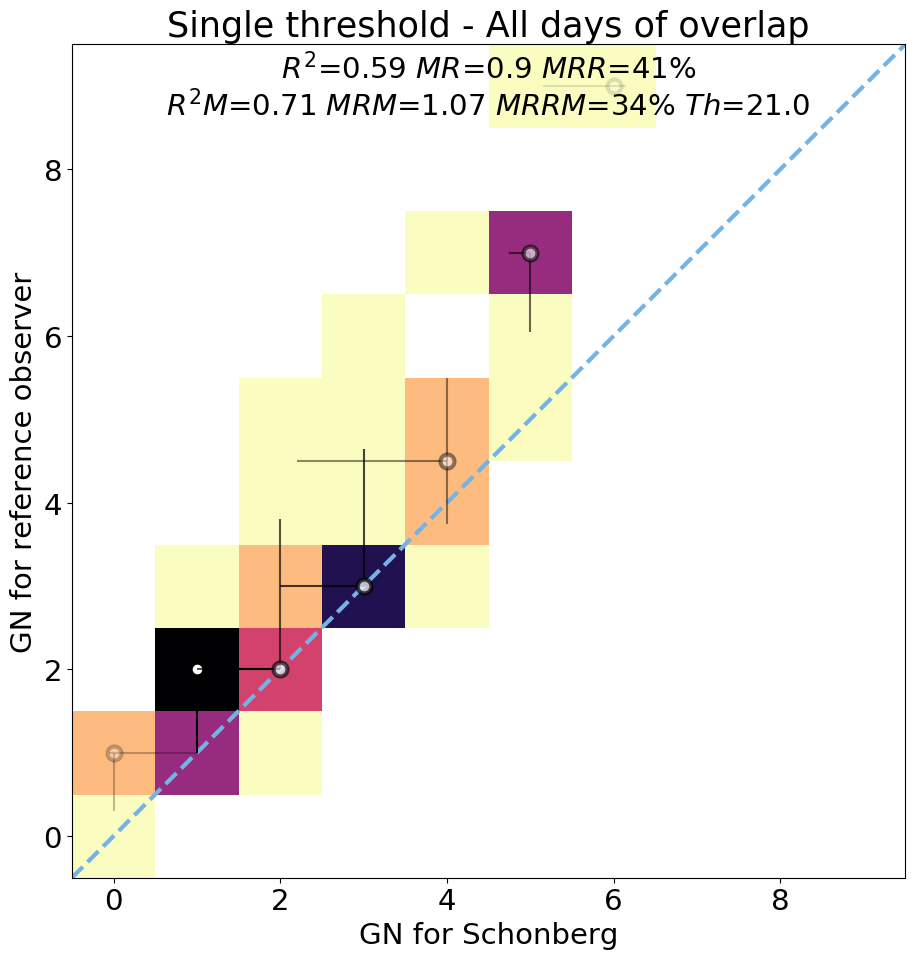 Single threshold - All days of overlap
R²=0.59 MR=0.9 MRR=41%
R²M=0.71 MRM=1.07 MRRM=34% Th=21.0
8
6
4
2
0
GN for reference observer
0 2 4 6 8
GN for Schonberg